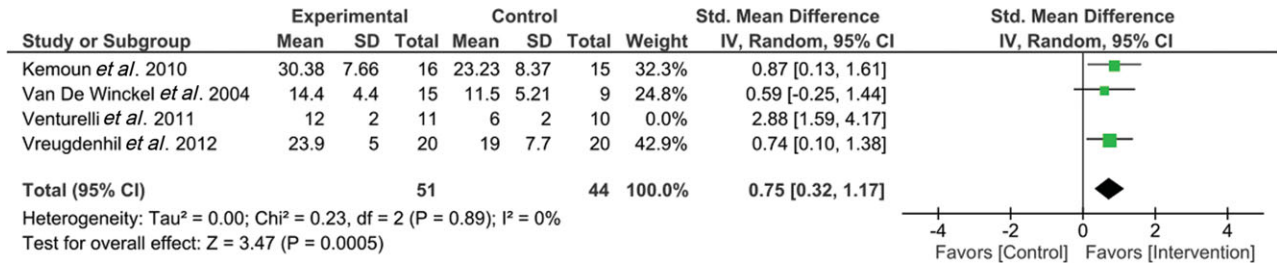 Experimental Control Std. Mean Difference Std. Mean Difference
Study or Subgroup Mean SD Total Mean SD Total Weight IV, Random, 95% CI IV, Random, 95% CI
Kemoun et al. 2010 30.38 7.66 16 23.23 8.37 15 32.3% 0.87 [0.13, 1.61]
Van De Winckel et al. 2004 14.4 4.4 15 11.5 5.21 9 24.8% 0.59 [-0.25, 1.44]
Venturelli et al. 2011 12 2 11 6 2 10 0.0% 2.88 [1.59, 4.17]
Vreugdenhil et al. 2012 23.9 5 20 19 7.7 20 42.9% 0.74 [0.10, 1.38]
Total (95% CI) 51 44 100.0% 0.75 [0.32, 1.17]
Heterogeneity: Tau² = 0.00; Chi² = 0.23, df = 2 (P = 0.89); I² = 0%
Test for overall effect: Z = 3.47 (P = 0.0005)
-4 -2 0 2 4
Favors [Control] Favors [Intervention]